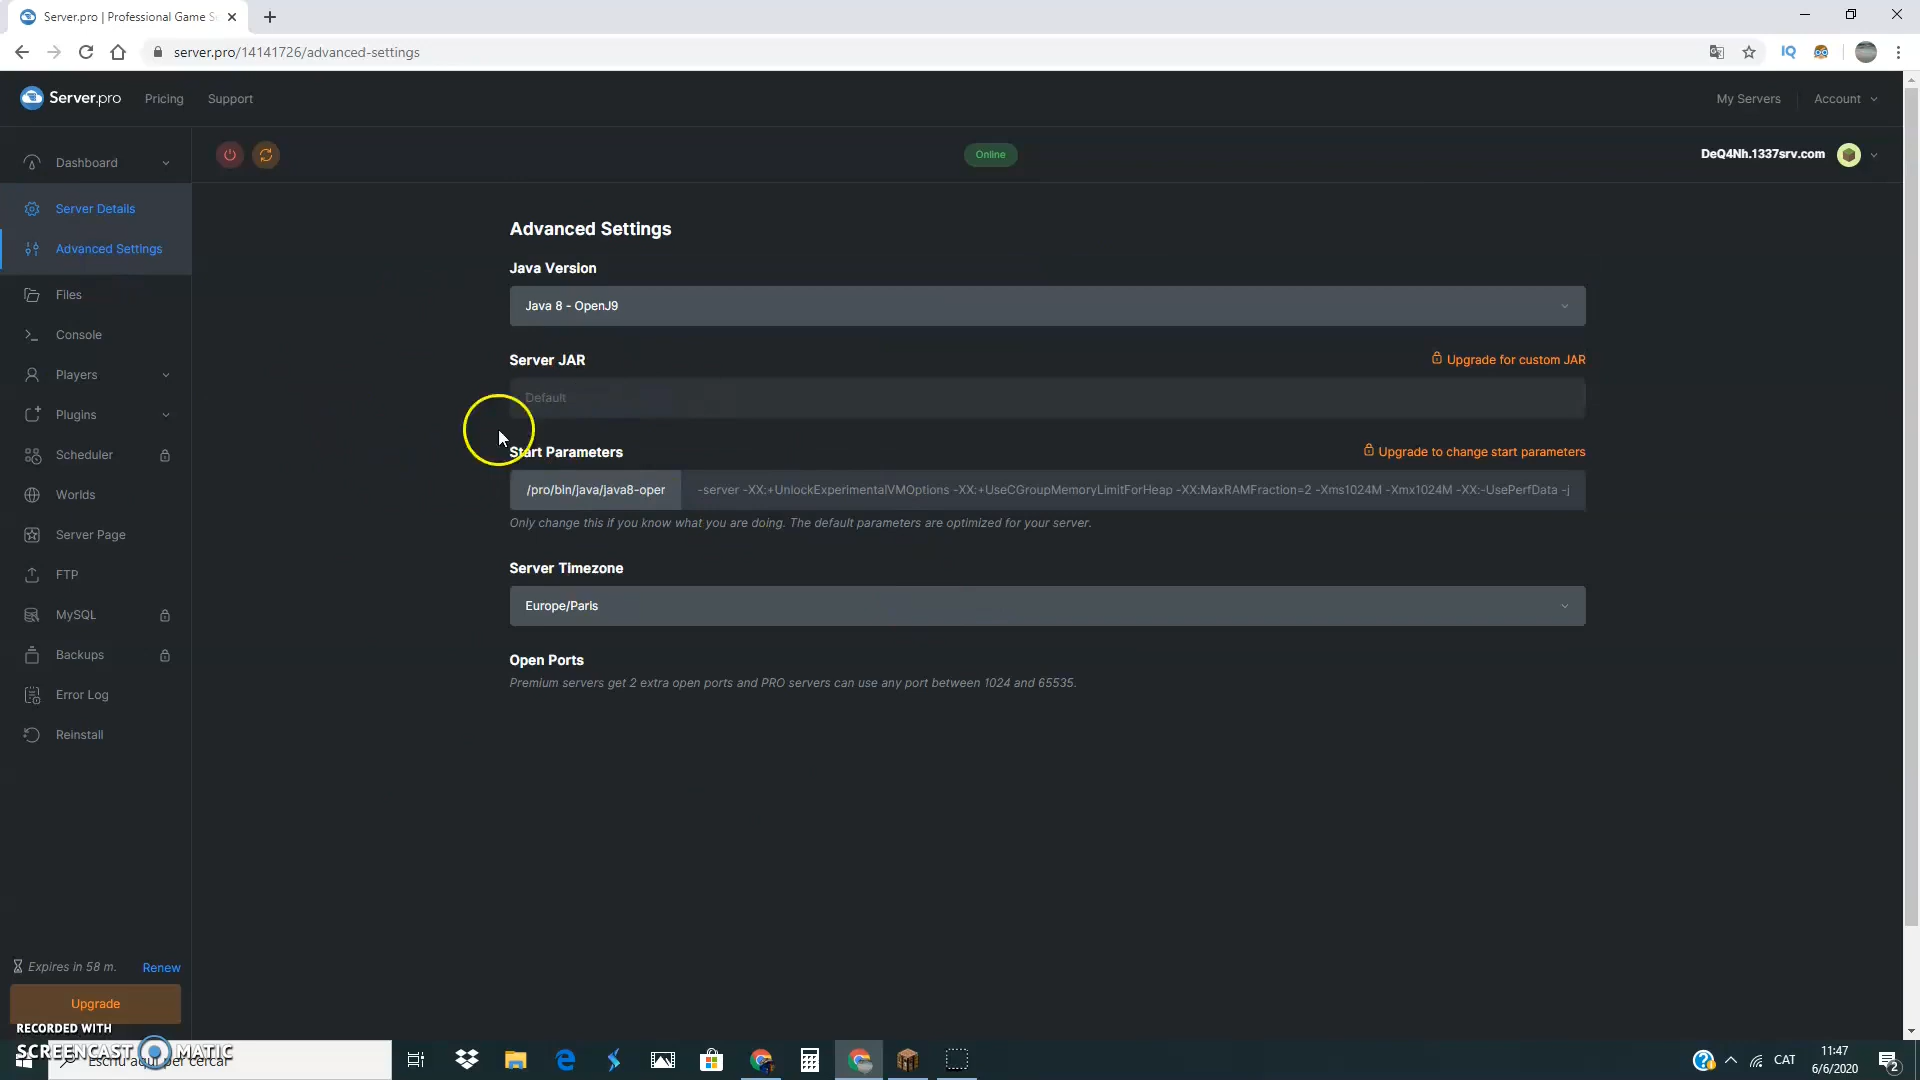 Server.pro | Professional Game S
server.pro/14141726/advanced-settings
IQ
Server.pro
Pricing
Support
My Servers
Account
Dashboard
Online
DeQ4Nh.1337srv.com
Server Details
Advanced Settings
Files
Console
Players
Plugins
Scheduler
Worlds
Server Page
FTP
MySQL
Backups
Error Log
Reinstall
Advanced Settings
Java Version
Java 8 - OpenJ9
Server JAR
Upgrade for custom JAR
Default
Start Parameters
Upgrade to change start parameters
/pro/bin/java/java8-oper
-server -XX:+UnlockExperimentalVMOptions -XX:+UseCGroupMemoryLimitForHeap -XX:MaxRAMFraction=2 -Xms1024M -Xmx1024M -XX:-UsePerfData -j
Only change this if you know what you are doing. The default parameters are optimized for your server.
Server Timezone
Europe/Paris
Open Ports
Premium servers get 2 extra open ports and PRO servers can use any port between 1024 and 65535.
Expires in 58 m.
Renew
Upgrade
RECORDED WITH
SCREENCAST MATIC
Escriu aquí per cercar
CAT
11:47
6/6/2020
2